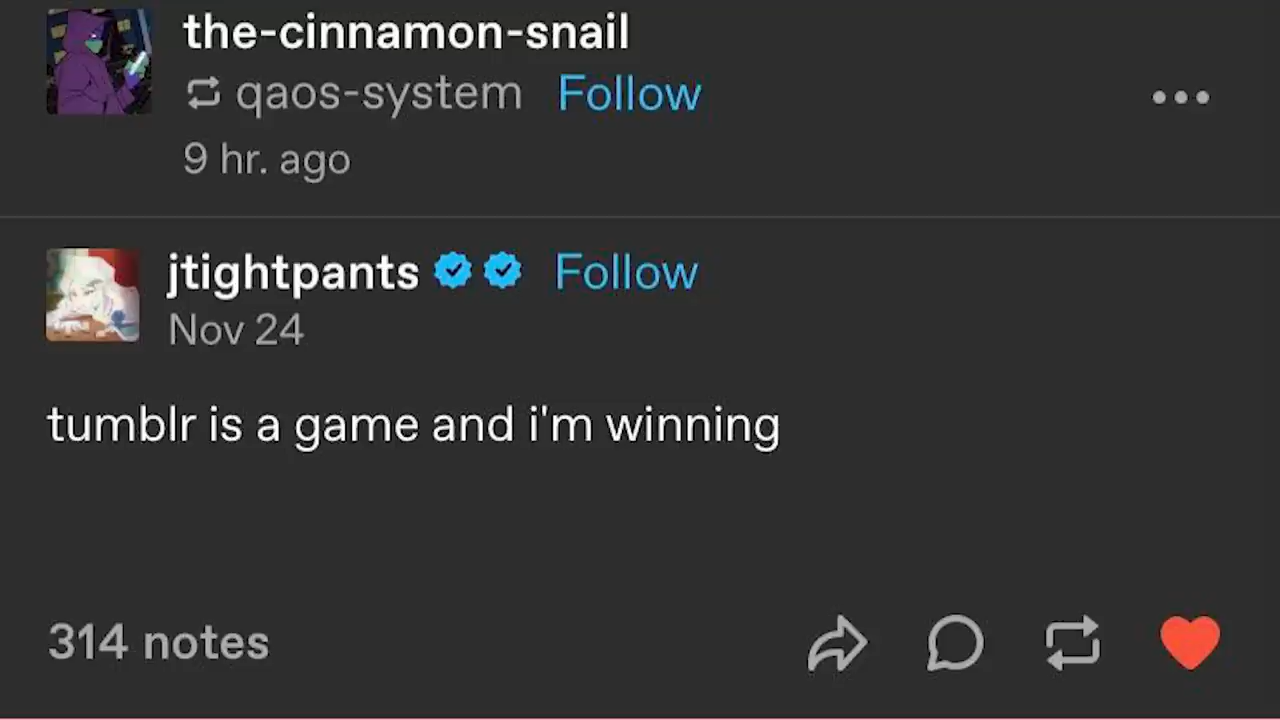 the-cinnamon-snail
qaos-system Follow
9 hr. ago
jtightpants Follow
Nov 24
tumblr is a game and i'm winning
314 notes